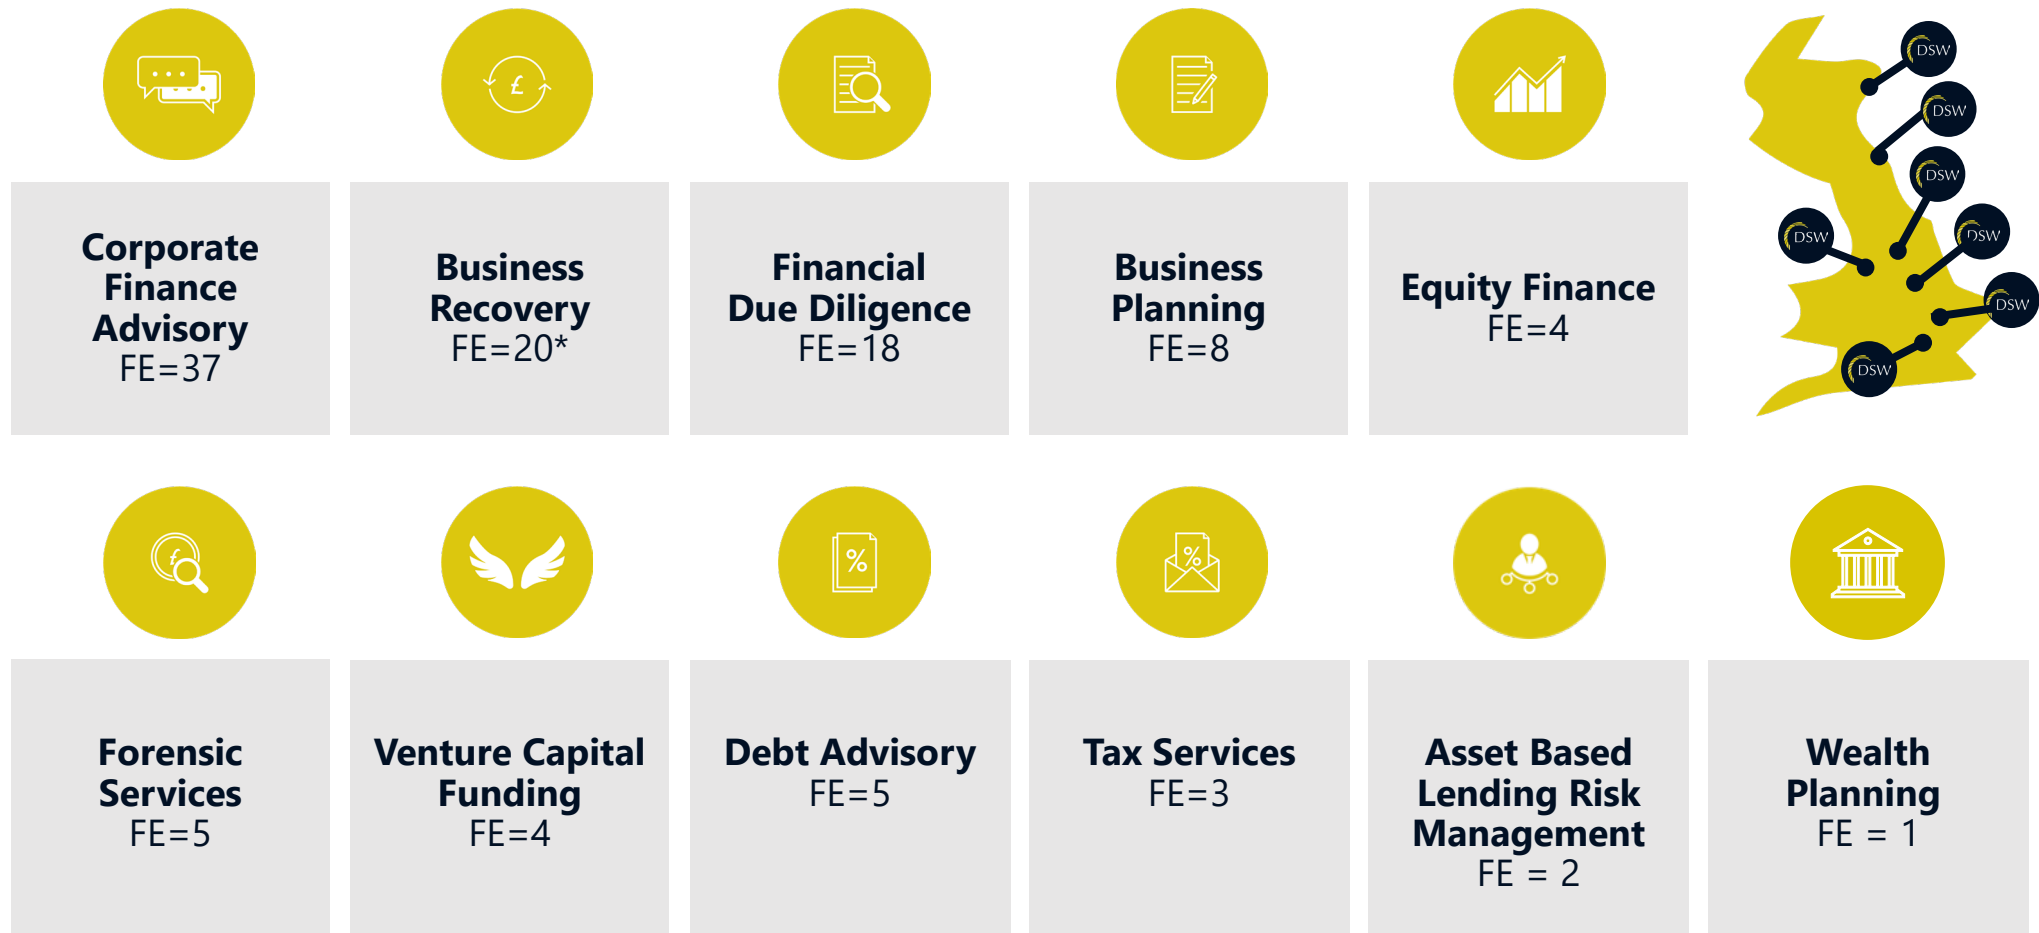 Corporate
Finance
Advisory
FE=37
Business
Recovery
FE=20*
Financial
Due Diligence
FE=18
Business
Planning
FE=8
Equity Finance
FE=4
DSW
DSW
DSW
DSW
DSW
DSW
DSW
Forensic
Services
FE=5
Venture Capital
Funding
FE=4
Debt Advisory
FE=5
Tax Services
FE=3
Asset Based
Lending Risk
Management
FE = 2
Wealth
Planning
FE = 1
£
£
%
%